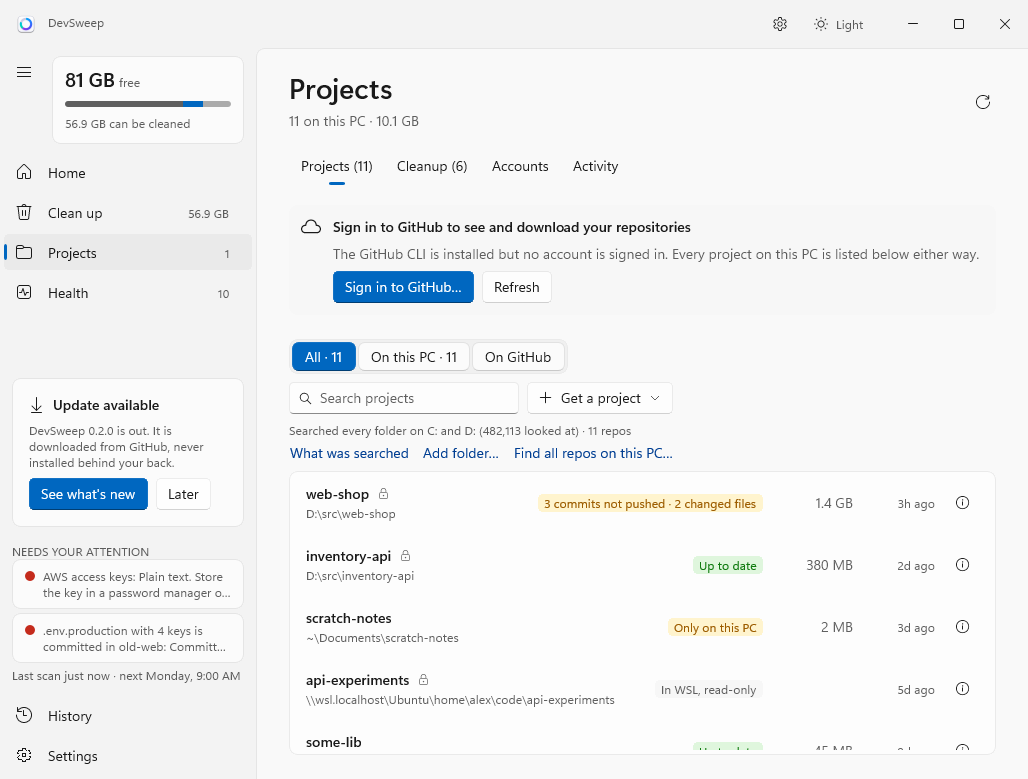 DevSweep
Light
81 GB free
56.9 GB can be cleaned
Home
Clean up 56.9 GB
Projects 1
Health 10
Update available
DevSweep 0.2.0 is out. It is
downloaded from GitHub, never
installed behind your back.
See what's new
Later
NEEDS YOUR ATTENTION
AWS access keys: Plain text. Store
the key in a password manager o...
.env.production with 4 keys is
committed in old-web: Committ...
Last scan just now · next Monday, 9:00 AM
History
Settings
Projects
11 on this PC · 10.1 GB
Projects (11) Cleanup (6) Accounts Activity
Sign in to GitHub to see and download your repositories
The GitHub CLI is installed but no account is signed in. Every project on this PC is listed below either way.
Sign in to GitHub... Refresh
All · 11 On this PC · 11 On GitHub
Search projects Get a project
Searched every folder on C: and D: (482,113 looked at) · 11 repos
What was searched Add folder... Find all repos on this PC...
web-shop 3 commits not pushed · 2 changed files 1.4 GB 3h ago
D:\src\web-shop
inventory-api Up to date 380 MB 2d ago
D:\src\inventory-api
scratch-notes Only on this PC 2 MB 3d ago
~\Documents\scratch-notes
api-experiments In WSL, read-only 5d ago
\\wsl.localhost\Ubuntu\home\alex\code\api-experiments
some-lib